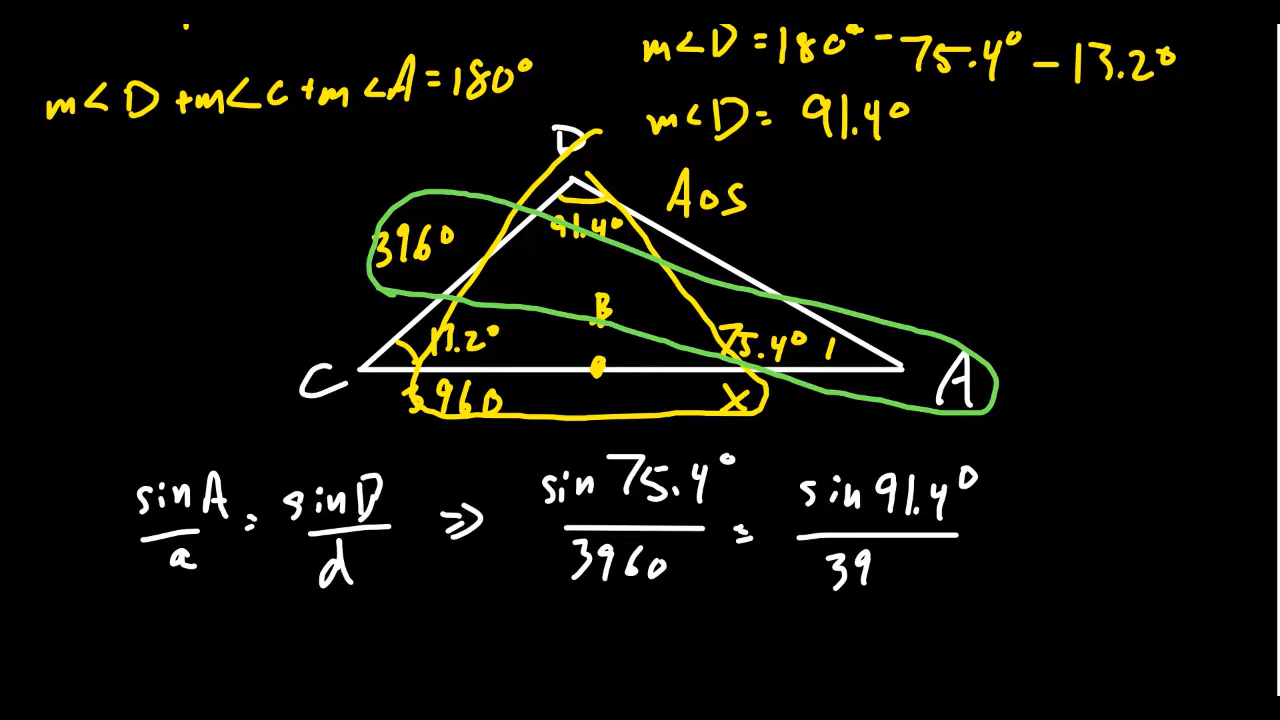 m<D = 180° - 75.4° - 13.2°
m<D + m<C + m<A = 180°
m<D = 91.4°
D
AOS
91.4°
3960
B
13.2°
75.4°
C
3960
X
A
sinA/a = sinD/d ⇒ sin 75.4°/3960 = sin 91.4°/39